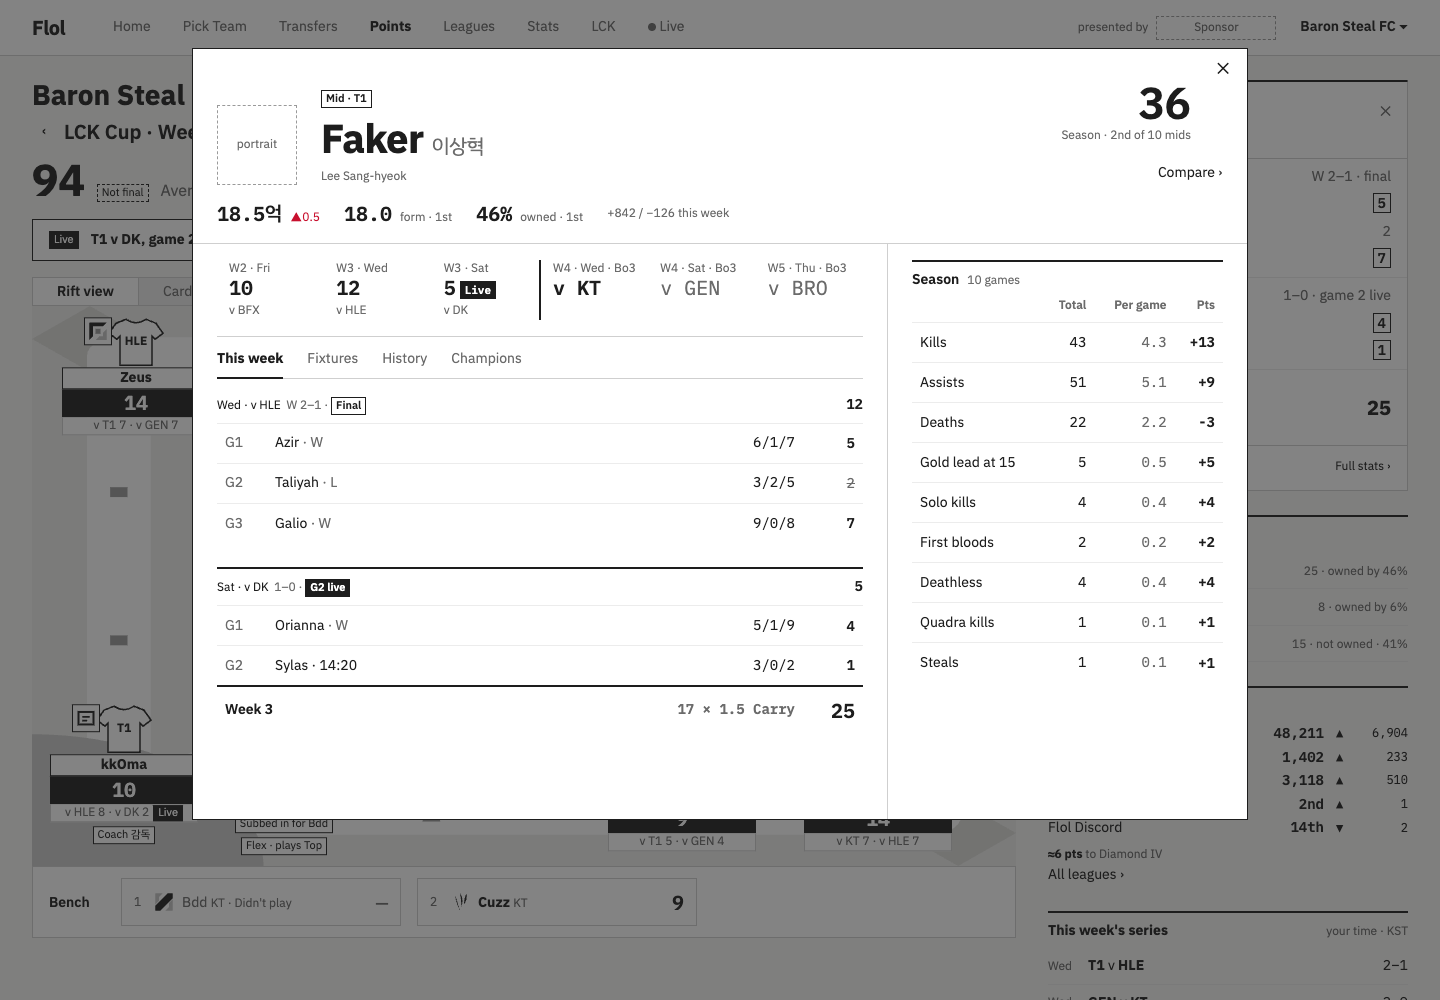 Flol Home Pick Team Transfers Points Leagues Stats LCK Live presented by Sponsor Baron Steal FC
Baron Steal
LCK Cup ·
94 Not final
Live T1 v DK, game 2
Rift view Card
HLE
Zeus
14
v T1 7 · v GEN 7
T1
kkOma
10
v HLE 8 · v DK 2 Live
Coach 감독
Subbed in for Bdd
Flex · plays Top
v T1 5 · v GEN 4
14
v KT 7 · v HLE 7
Bench 1 Bdd KT · Didn't play — 2 Cuzz KT 9
portrait
Mid · T1
Faker 이상혁
Lee Sang-hyeok
36
Season · 2nd of 10 mids
Compare ›
18.5억 ▲0.5 18.0 form · 1st 46% owned · 1st +842 / −126 this week
W2 · Fri W3 · Wed W3 · Sat W4 · Wed · Bo3 W4 · Sat · Bo3 W5 · Thu · Bo3
10 12 5 Live v KT v GEN v BRO
v BFX v HLE v DK
This week Fixtures History Champions
Wed · v HLE W 2–1 · Final 12
G1 Azir · W 6/1/7 5
G2 Taliyah · L 3/2/5 2
G3 Galio · W 9/0/8 7
Sat · v DK 1–0 · G2 live 5
G1 Orianna · W 5/1/9 4
G2 Sylas · 14:20 3/0/2 1
Week 3 17 × 1.5 Carry 25
Season 10 games
Total Per game Pts
Kills 43 4.3 +13
Assists 51 5.1 +9
Deaths 22 2.2 -3
Gold lead at 15 5 0.5 +5
Solo kills 4 0.4 +4
First bloods 2 0.2 +2
Deathless 4 0.4 +4
Quadra kills 1 0.1 +1
Steals 1 0.1 +1
W 2–1 · final
5
2
7
1–0 · game 2 live
4
1
25
Full stats ›
25 · owned by 46%
8 · owned by 6%
15 · not owned · 41%
48,211 ▲ 6,904
1,402 ▲ 233
3,118 ▲ 510
2nd ▲ 1
Flol Discord 14th ▼ 2
≈6 pts to Diamond IV
All leagues ›
This week's series your time · KST
Wed T1 v HLE 2–1